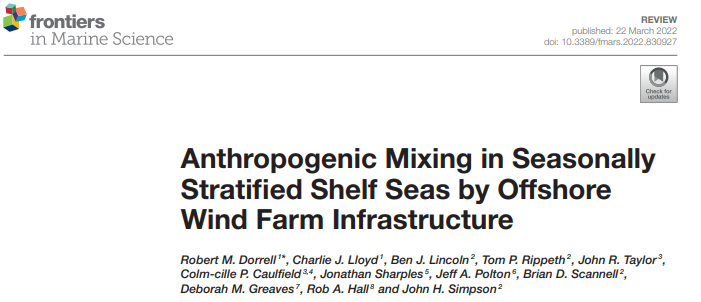 frontiers
in Marine Science
REVIEW
published: 22 March 2022
doi: 10.3389/fmars.2022.830927
Check for
updates
Anthropogenic Mixing in Seasonally
Stratified Shelf Seas by Offshore
Wind Farm Infrastructure
Robert M. Dorrell 1*, Charlie J. Lloyd 1, Ben J. Lincoln 2, Tom P. Rippeth 2, John R. Taylor 3,
Colm-cille P. Caulfield 3,4, Jonathan Sharples 5, Jeff A. Polton 6, Brian D. Scannell 2,
Deborah M. Greaves 7, Rob A. Hall 8 and John H. Simpson 2